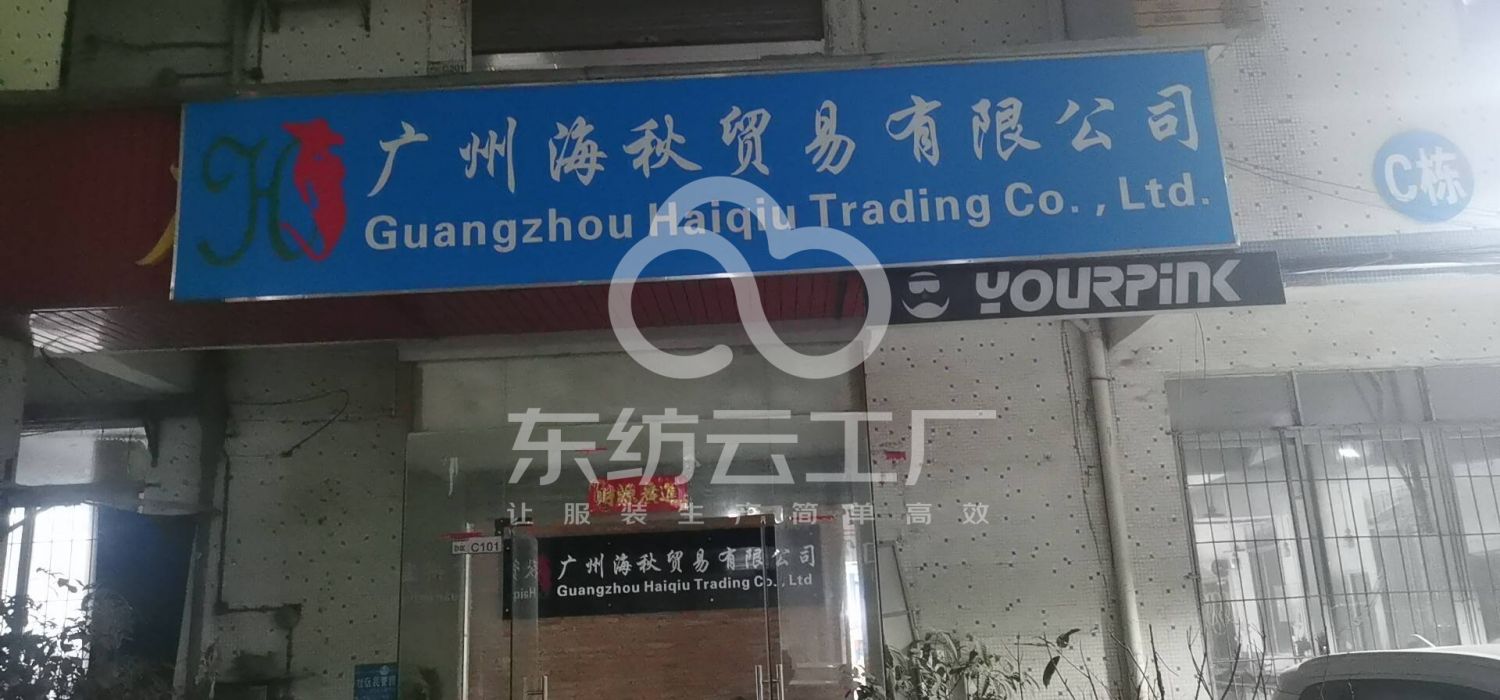 广州海秋贸易有限公司
Guangzhou Haiqiu Trading Co., Ltd.
C栋
YOURPINK
东纺云工厂
让服装生产简单高效
C101
广州海秋贸易有限公司
Guangzhou Haiqiu Trading Co., Ltd